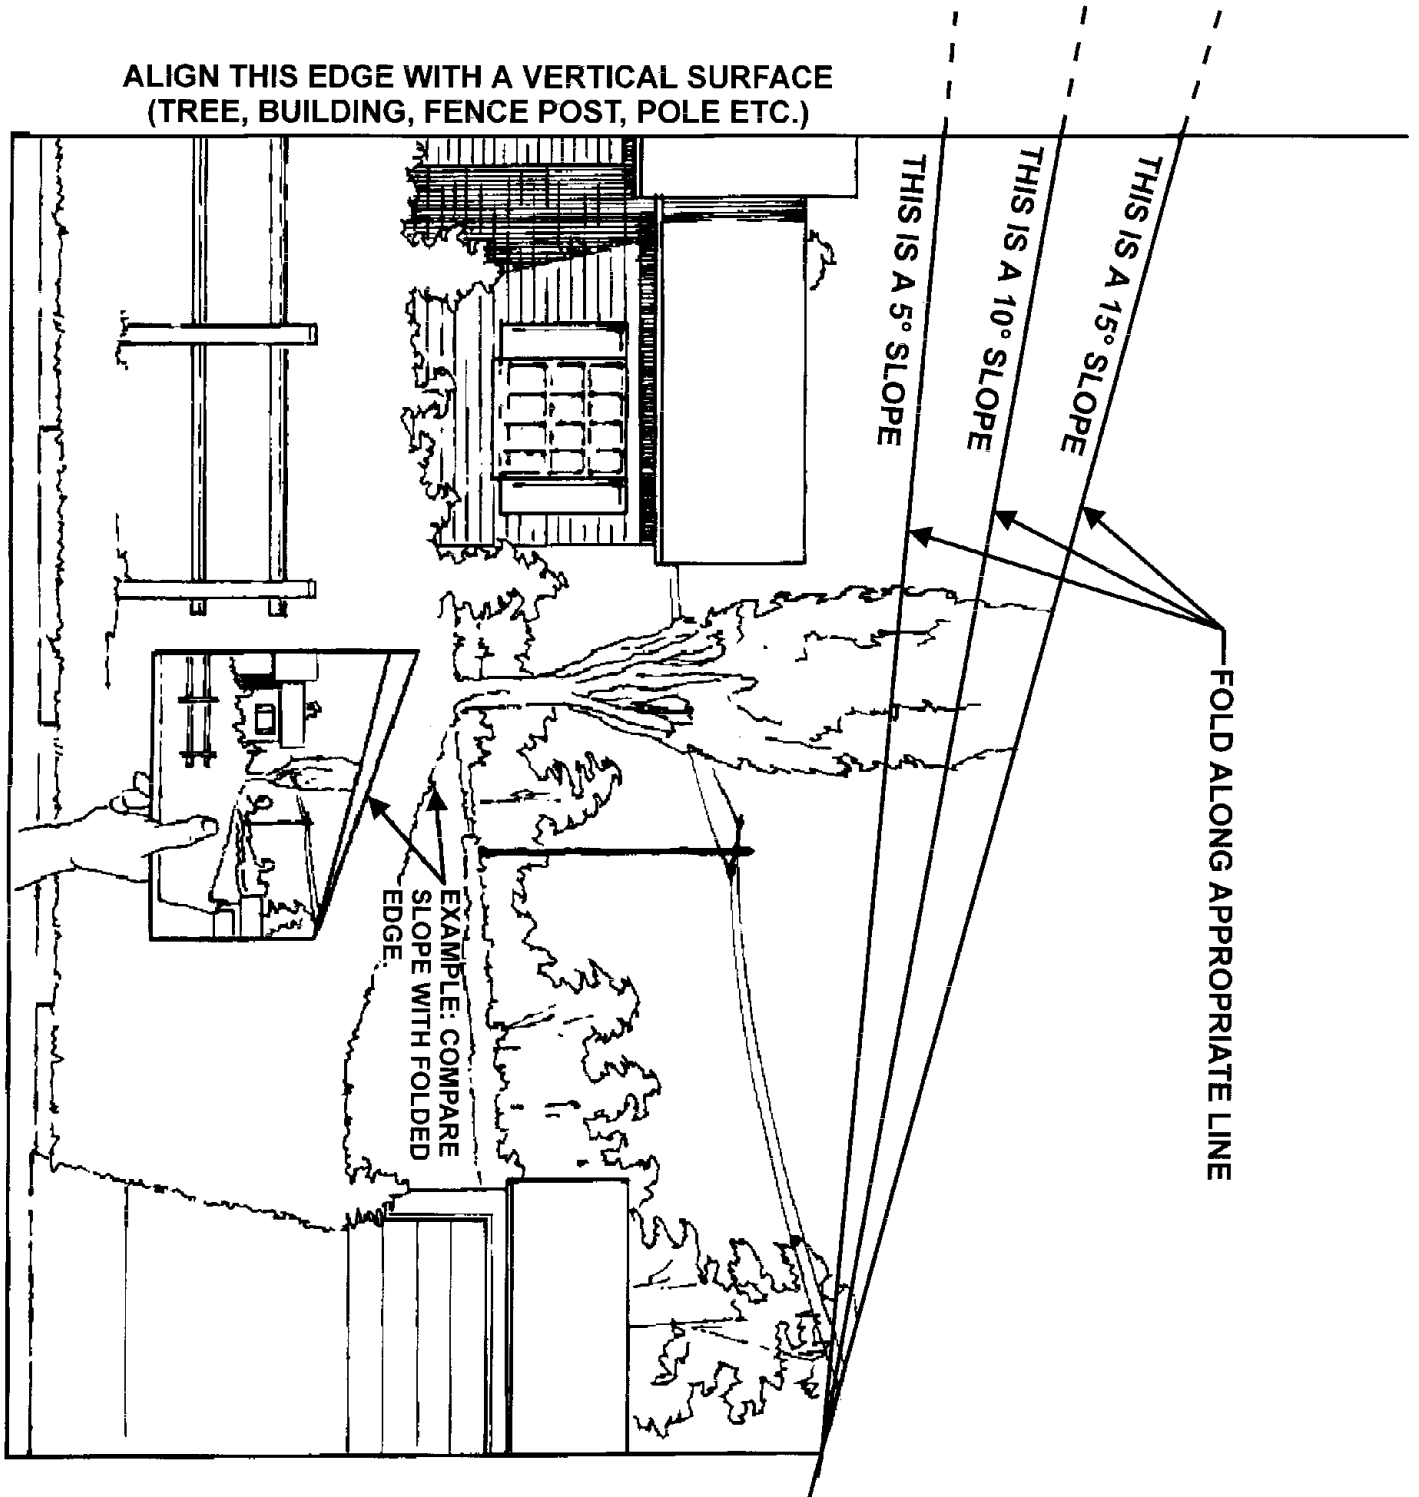 ALIGN THIS EDGE WITH A VERTICAL SURFACE
(TREE, BUILDING, FENCE POST, POLE ETC.)
THIS IS A 5° SLOPE
THIS IS A 10° SLOPE
THIS IS A 15° SLOPE
FOLD ALONG APPROPRIATE LINE
EXAMPLE: COMPARE
SLOPE WITH FOLDED
EDGE.